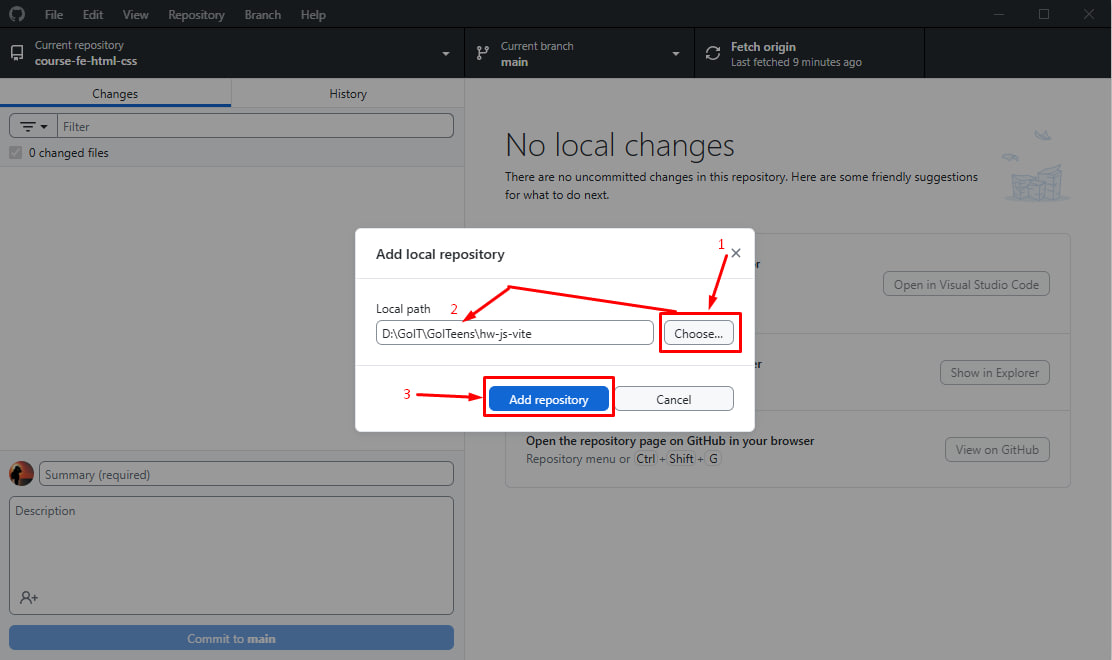 File Edit View Repository Branch Help
Current repository
course-fe-html-css
Current branch
main
Fetch origin
Last fetched 9 minutes ago
Changes
History
Filter
0 changed files
No local changes
There are no uncommitted changes in this repository. Here are some friendly suggestions
for what to do next.
or
Open in Visual Studio Code
er
Show in Explorer
Open the repository page on GitHub in your browser
Repository menu or Ctrl + Shift + G
View on GitHub
Add local repository
1
Local path
2
D:\GoIT\GoITeens\hw-js-vite
Choose...
3
Add repository
Cancel
Summary (required)
Description
Commit to main